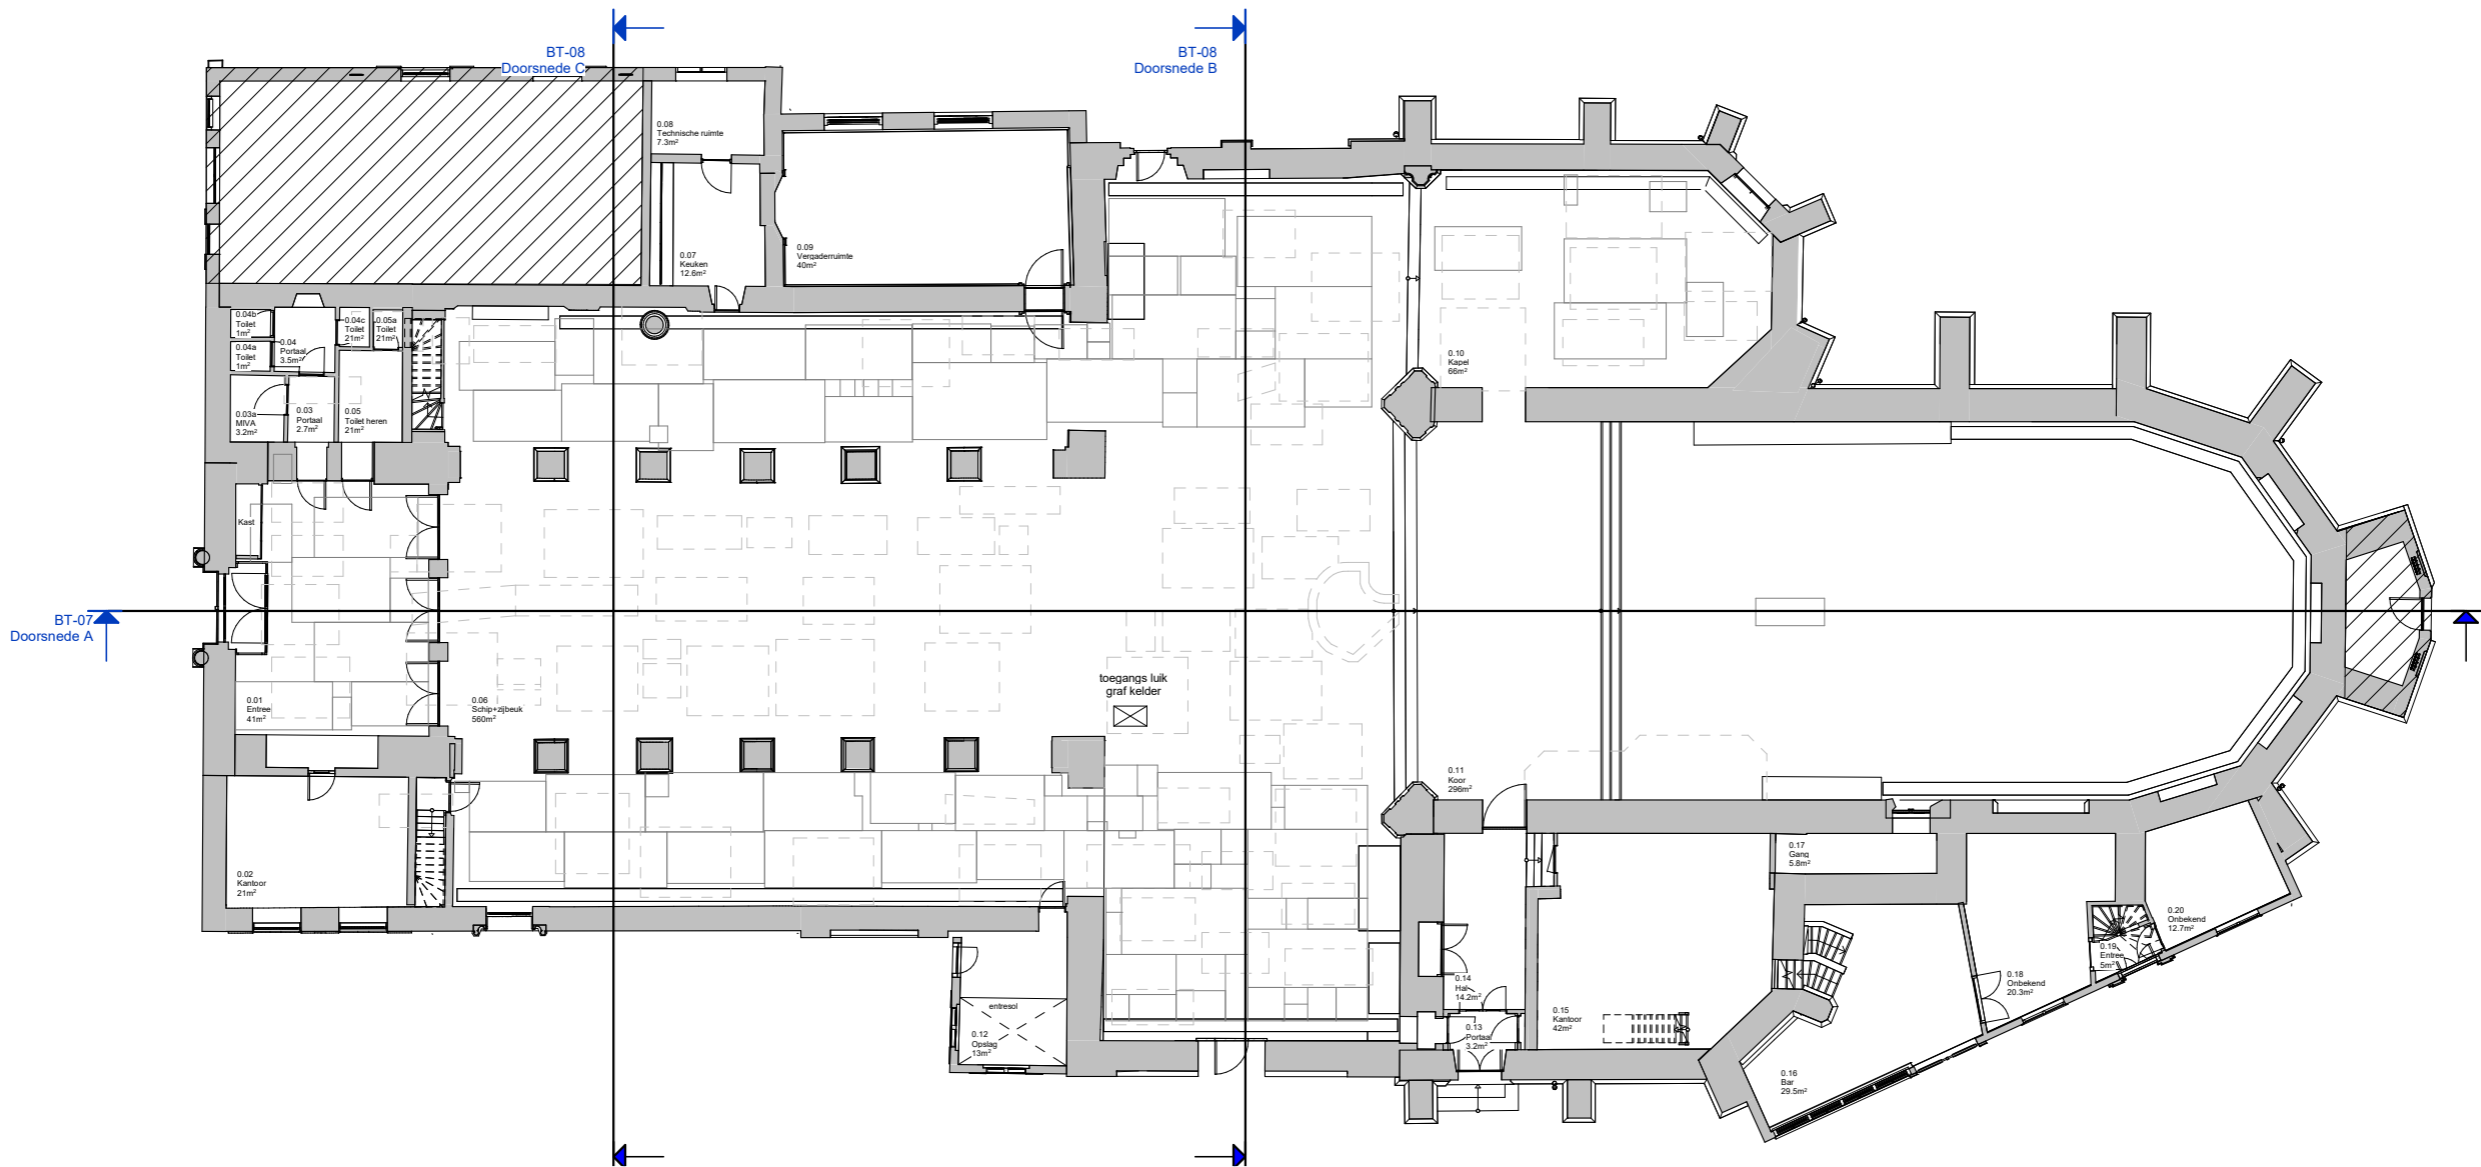 BT-08
Doorsnede C
BT-08
Doorsnede B
0.08
Technische ruimte
7.3m²
0.07
Keuken
12.6m²
0.09
Vergaderruimte
40m²
0.04b
Toilet
1m²
0.04a
Toilet
1m²
0.04
Portaal
3.5m²
0.04c
Toilet
21m²
0.05a
Toilet
21m²
0.03a
MIVA
3.2m²
0.03
Portaal
2.7m²
0.05
Toilet heren
21m²
0.10
Kapel
66m²
Kast
BT-07
Doorsnede A
0.01
Entree
41m²
0.06
Schip+zijbeuk
560m²
toegangs luik
graf kelder
0.11
Koor
296m²
0.02
Kantoor
21m²
0.17
Gang
5.8m²
0.20
Onbekend
12.7m²
0.19
Entree
5m²
0.18
Onbekend
20.3m²
0.14
Hal
14.2m²
entresol
0.12
Opslag
13m²
0.13
Portaal
3.2m²
0.15
Kantoor
42m²
0.16
Bar
29.5m²